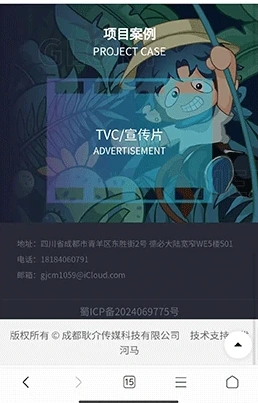 项目案例
PROJECT CASE
TVC/宣传片
ADVERTISEMENT
地址：四川省成都市青羊区东胜街2号 德必大陆宽窄WE5楼501
电话：18184060791
邮箱：gjcm1059@iCloud.com
蜀ICP备2024069775号
版权所有 © 成都耿介传媒科技有限公司 技术支持
河马
15